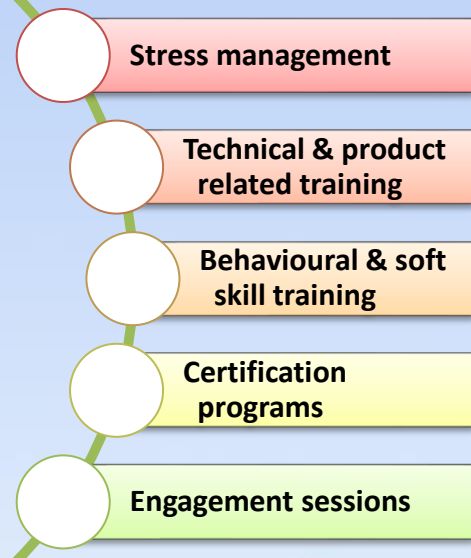 Stress management
Technical & product
related training
Behavioural & soft
skill training
Certification
programs
Engagement sessions